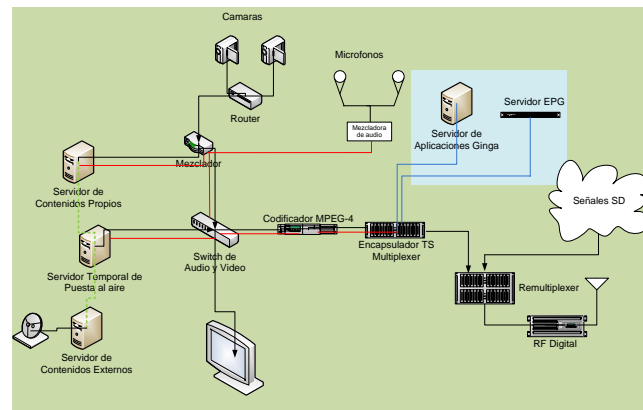 Camaras
Microfonos
Router
Mezcladora
de audio
Servidor de
Aplicaciones Ginga
Servidor EPG
Mezclador
Servidor de
Contenidos Propios
Señales SD
Codificador MPEG-4
Encapsulador TS
Multiplexer
Switch de
Audio y Video
Servidor Temporal de
Puesta al aire
Remultiplexer
RF Digital
Servidor de
Contenidos Externos